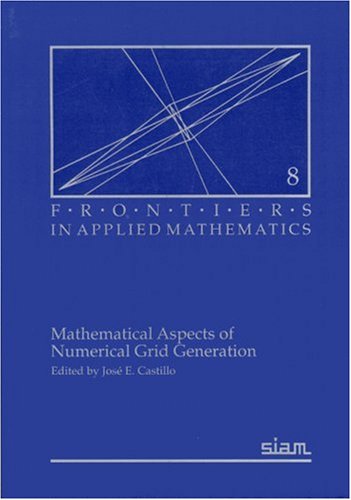 8
F·R·O·N·T·I·E·R·S
IN APPLIED MATHEMATICS
Mathematical Aspects of
Numerical Grid Generation
Edited by José E. Castillo
siam